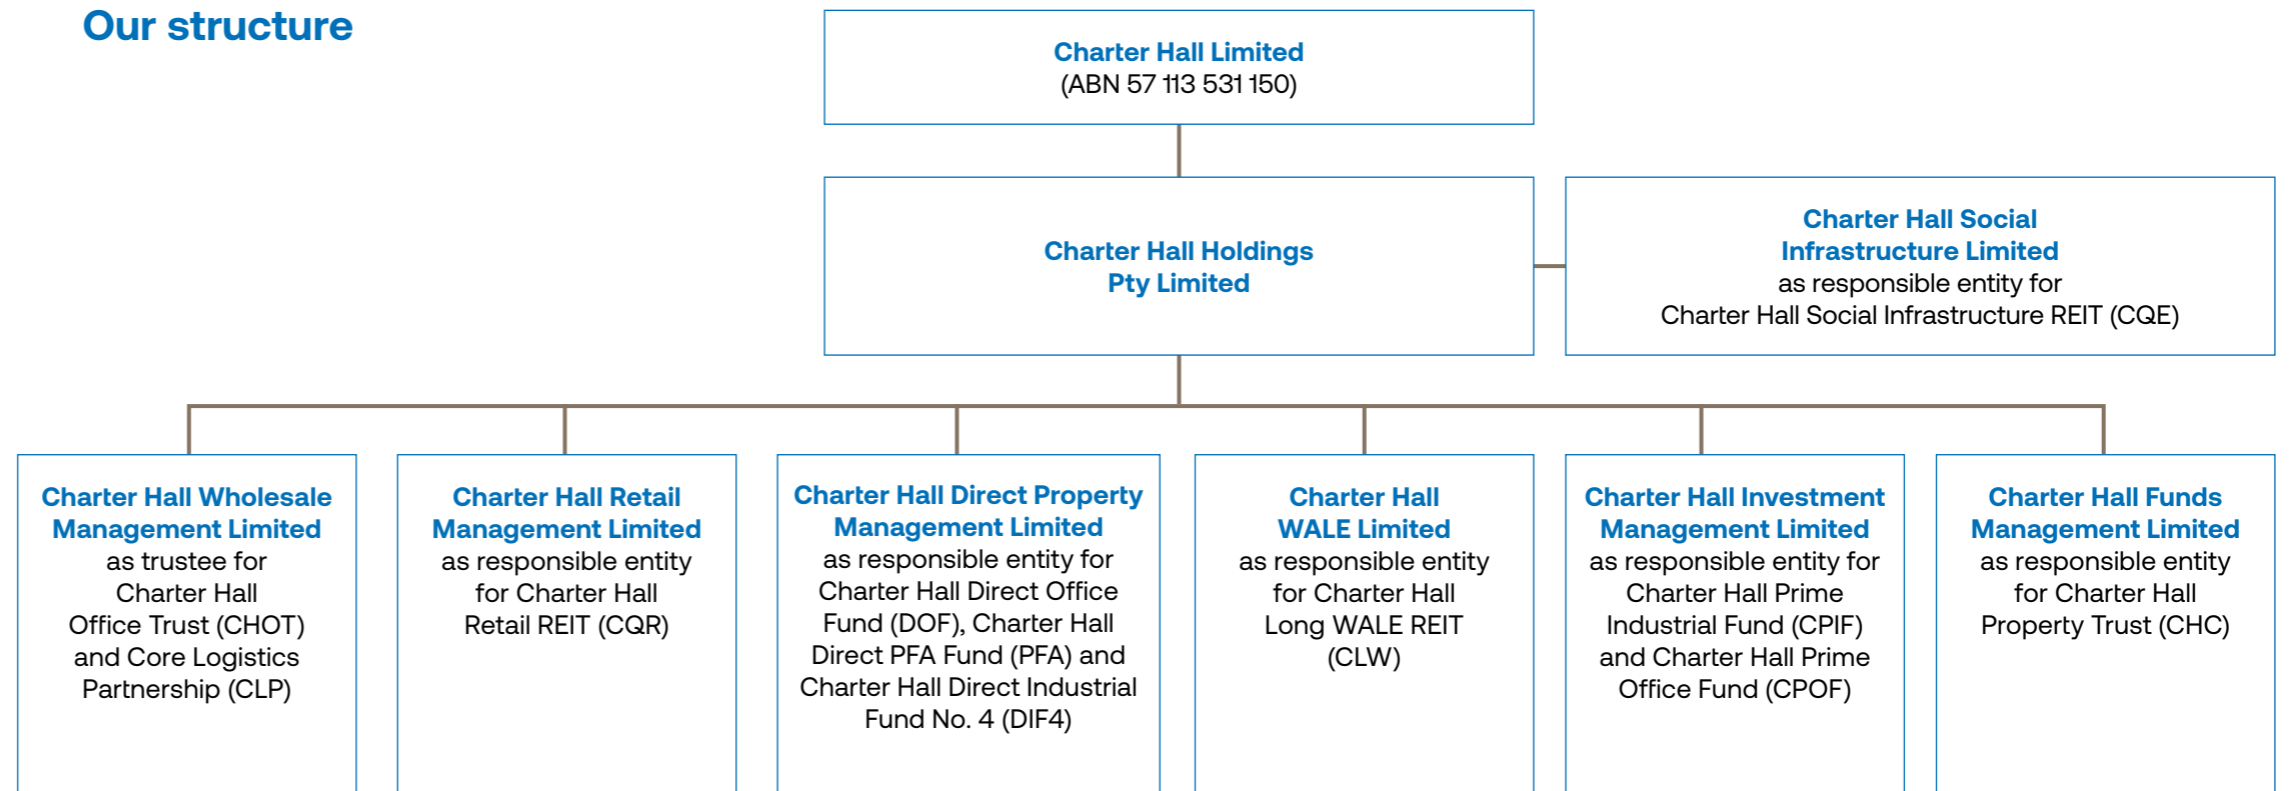 Our structure
Charter Hall Limited
(ABN 57 113 531 150)
Charter Hall Holdings
Pty Limited
Charter Hall Social
Infrastructure Limited
as responsible entity for
Charter Hall Social Infrastructure REIT (CQE)
Charter Hall Wholesale
Management Limited
as trustee for
Charter Hall
Office Trust (CHOT)
and Core Logistics
Partnership (CLP)
Charter Hall Retail
Management Limited
as responsible entity
for Charter Hall
Retail REIT (CQR)
Charter Hall Direct Property
Management Limited
as responsible entity for
Charter Hall Direct Office
Fund (DOF), Charter Hall
Direct PFA Fund (PFA) and
Charter Hall Direct Industrial
Fund No. 4 (DIF4)
Charter Hall
WALE Limited
as responsible entity
for Charter Hall
Long WALE REIT
(CLW)
Charter Hall Investment
Management Limited
as responsible entity for
Charter Hall Prime
Industrial Fund (CPIF)
and Charter Hall Prime
Office Fund (CPOF)
Charter Hall Funds
Management Limited
as responsible entity
for Charter Hall
Property Trust (CHC)